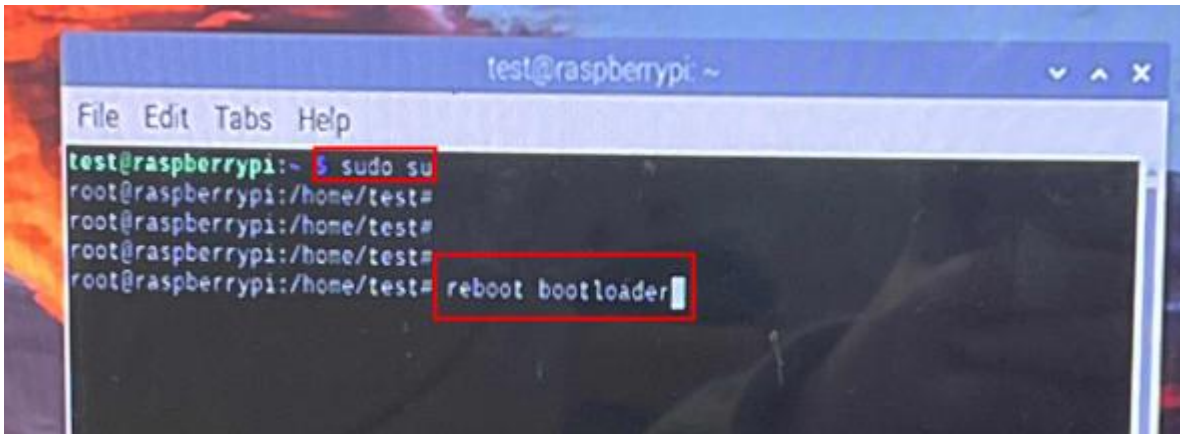 test@raspberrypi: ~
File Edit Tabs Help
test@raspberrypi:~ $ sudo su
root@raspberrypi:/home/test#
root@raspberrypi:/home/test#
root@raspberrypi:/home/test#
root@raspberrypi:/home/test# reboot bootloader